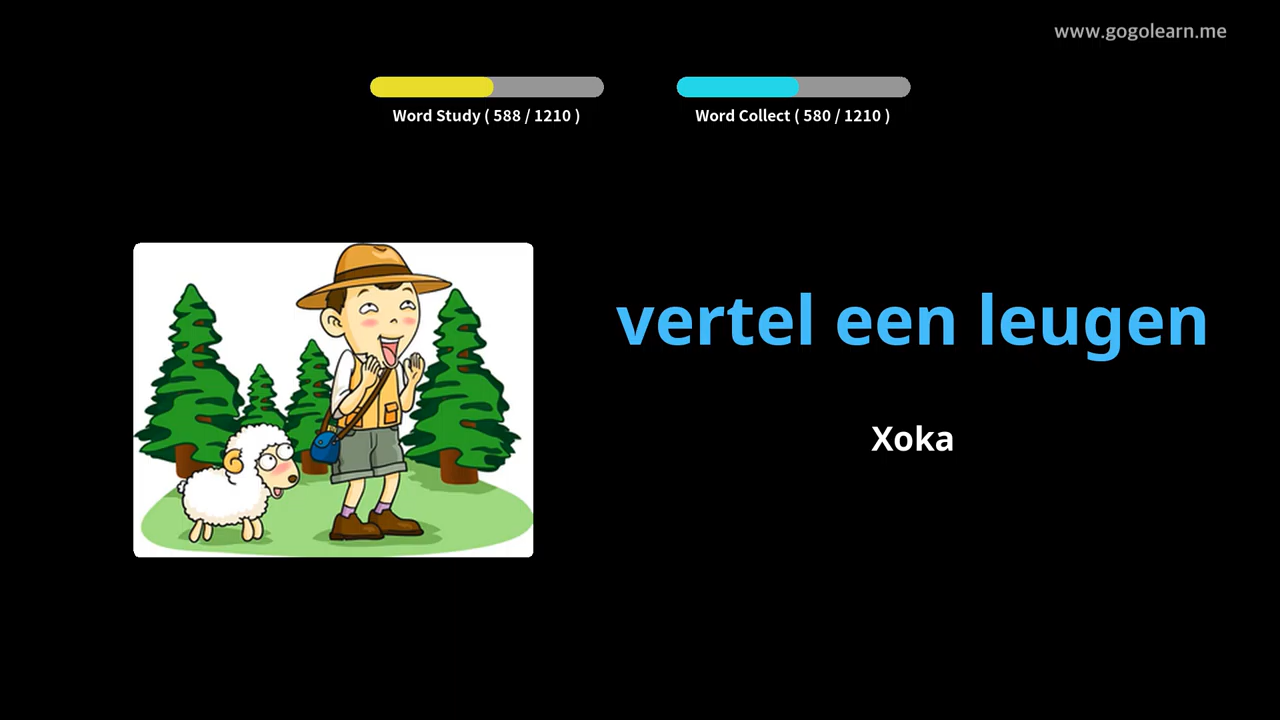 www.gogolearn.me
Word Study ( 588 / 1210 )
Word Collect ( 580 / 1210 )
vertel een leugen
Xoka